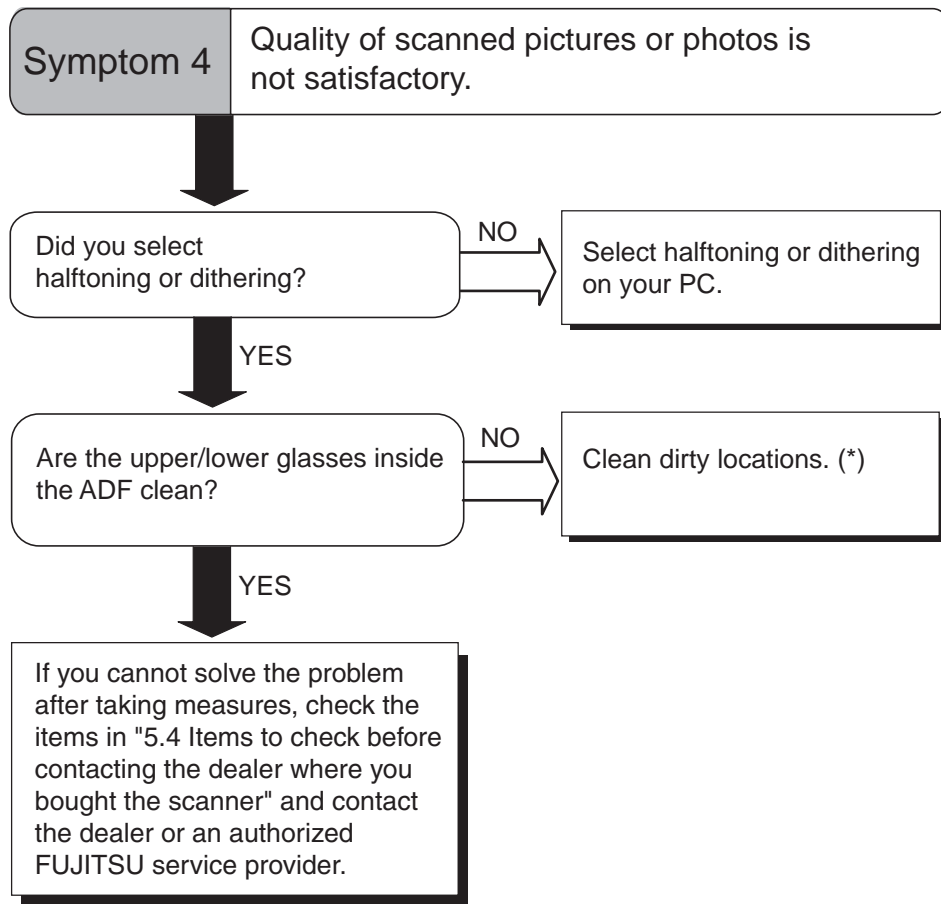 Symptom 4
Quality of scanned pictures or photos is
not satisfactory.
Did you select
halftoning or dithering?
NO
Select halftoning or dithering
on your PC.
YES
Are the upper/lower glasses inside
the ADF clean?
NO
Clean dirty locations. (*)
YES
If you cannot solve the problem
after taking measures, check the
items in "5.4 Items to check before
contacting the dealer where you
bought the scanner" and contact
the dealer or an authorized
FUJITSU service provider.